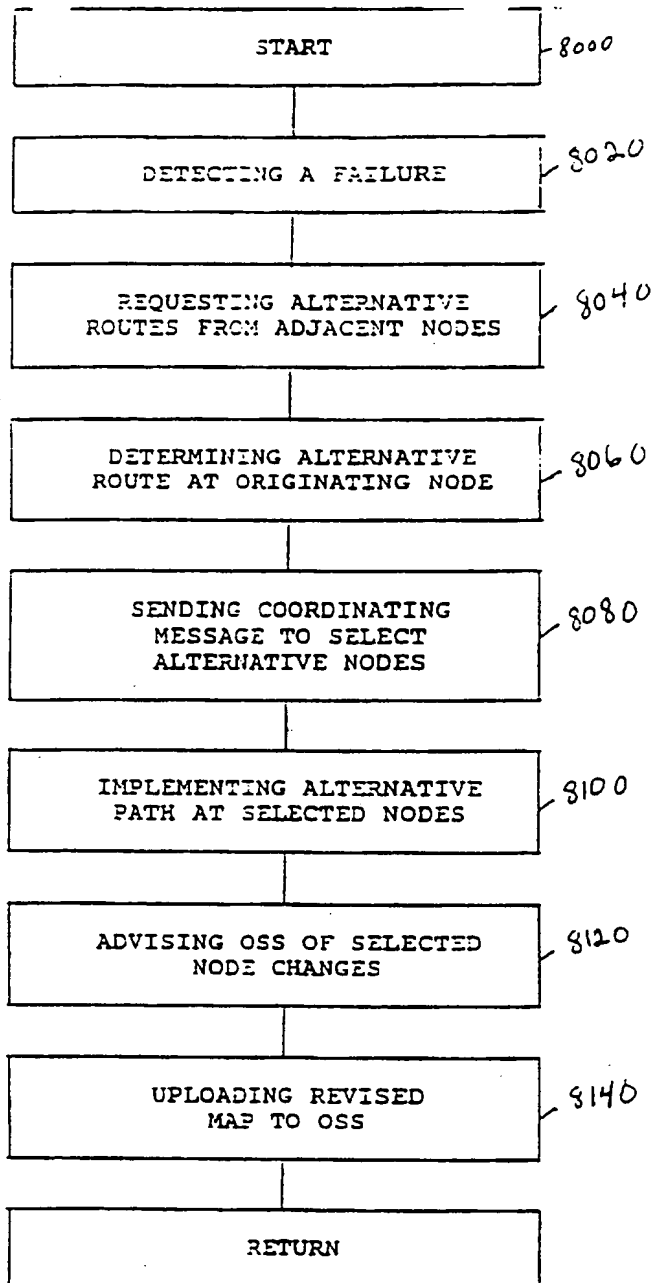 START
8000
DETECTING A FAILURE
8020
REQUESTING ALTERNATIVE
ROUTES FROM ADJACENT NODES
8040
DETERMINING ALTERNATIVE
ROUTE AT ORIGINATING NODE
8060
SENDING COORDINATING
MESSAGE TO SELECT
ALTERNATIVE NODES
8080
IMPLEMENTING ALTERNATIVE
PATH AT SELECTED NODES
8100
ADVISING OSS OF SELECTED
NODE CHANGES
8120
UPLOADING REVISED
MAP TO OSS
8140
RETURN